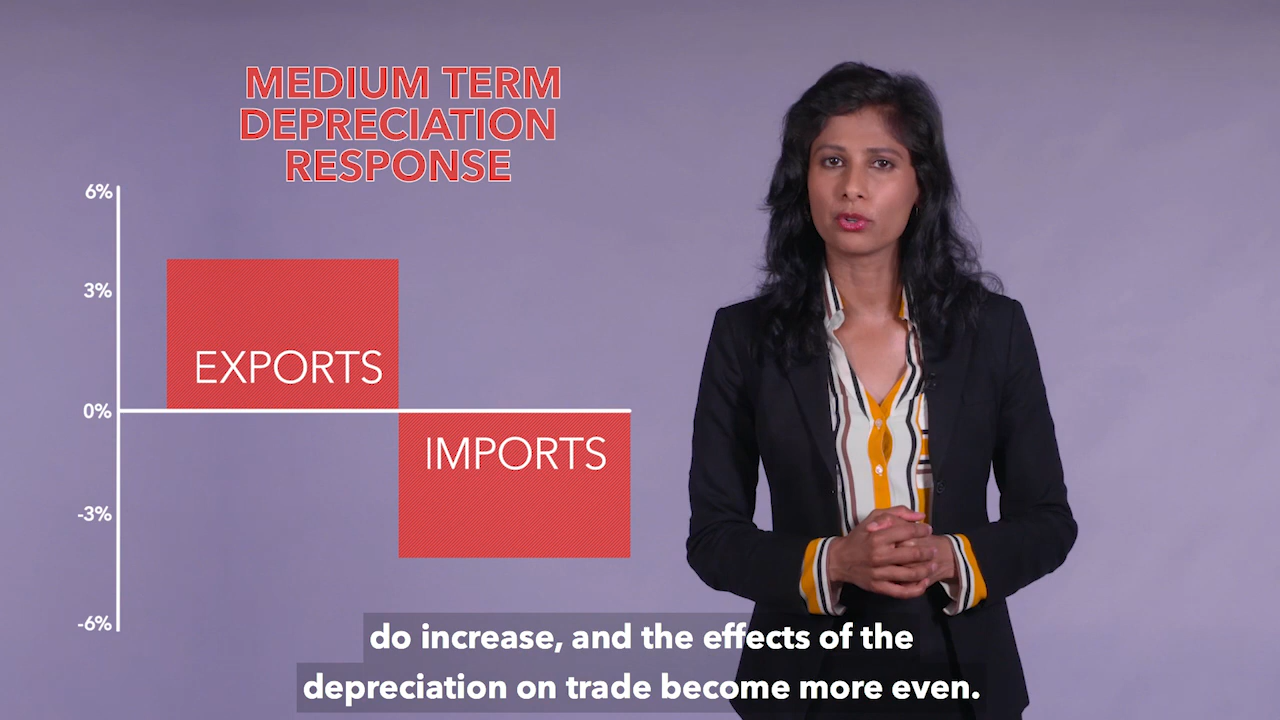 MEDIUM TERM
DEPRECIATION
RESPONSE
6%
3%
EXPORTS
0%
IMPORTS
-3%
-6%
do increase, and the effects of the
depreciation on trade become more even.